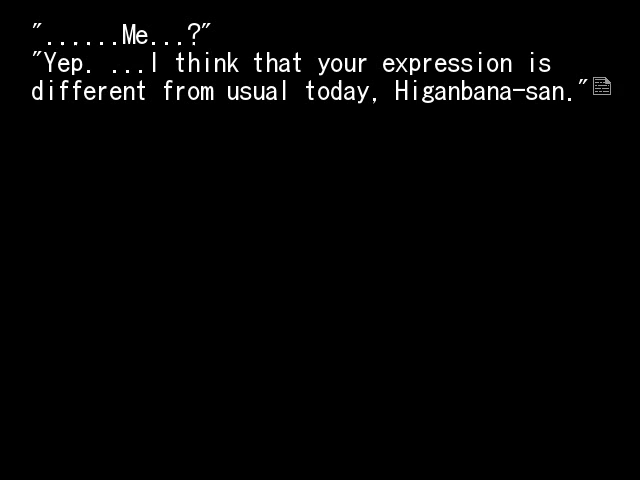 "......Me...?"
"Yep. ...I think that your expression is
different from usual today, Higanbana-san."